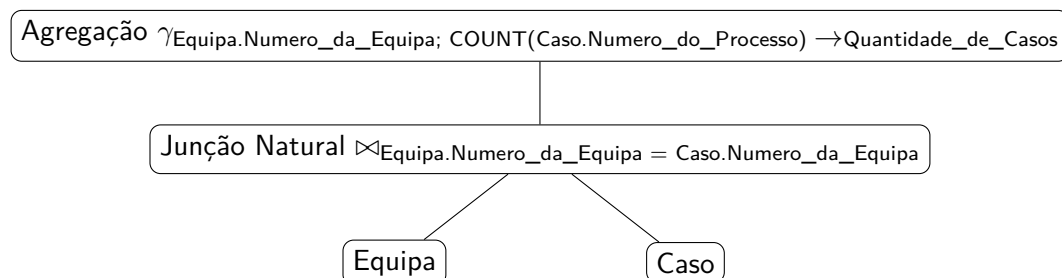 Agregação γEquipa.Numero_da_Equipa; COUNT(Caso.Numero_do_Processo) →Quantidade_de_Casos
Junção Natural ⋈Equipa.Numero_da_Equipa = Caso.Numero_da_Equipa
Equipa Caso